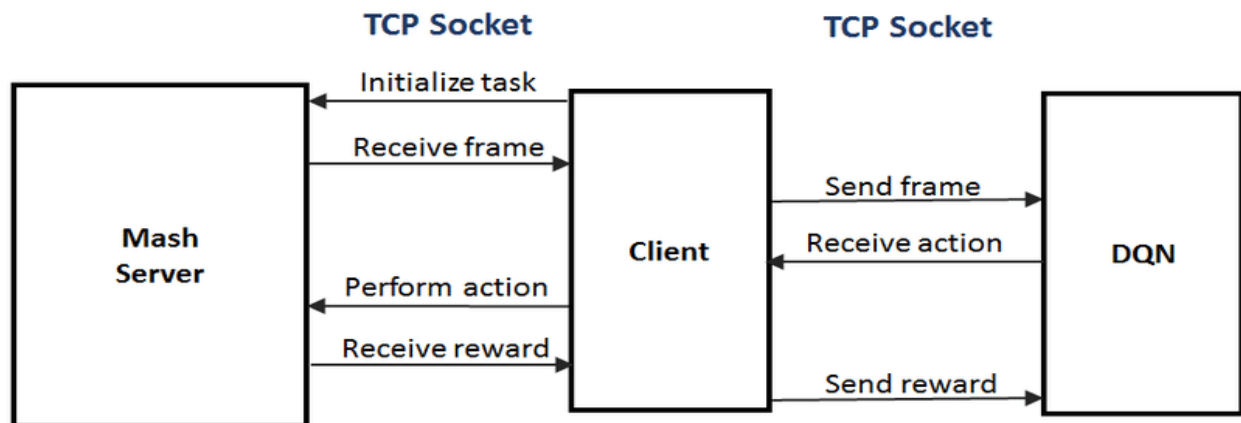 TCP Socket
TCP Socket
Initialize task
Receive frame
Send frame
Mash
Server
Client
Receive action
DQN
Perform action
Receive reward
Send reward